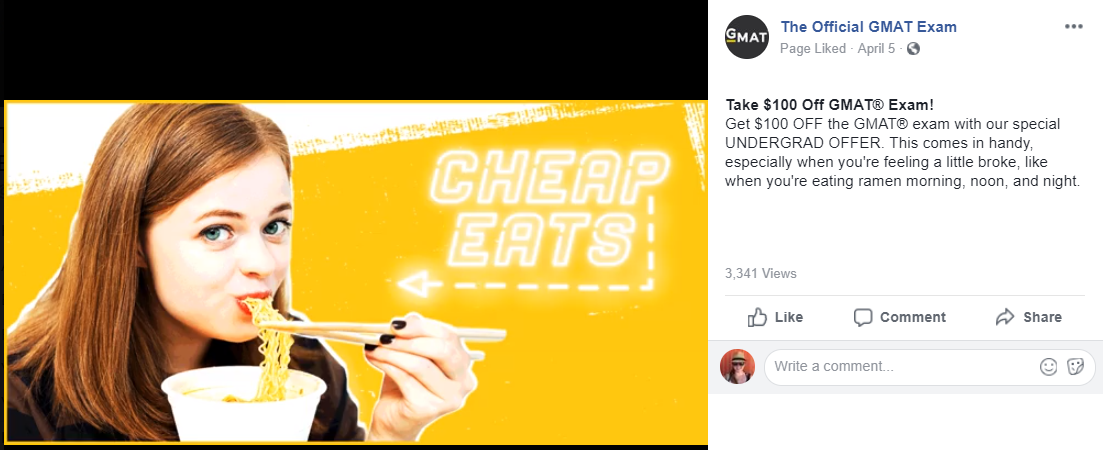 CHEAP
EATS
GMAT
The Official GMAT Exam
Page Liked · April 5 ·
Take $100 Off GMAT® Exam!
Get $100 OFF the GMAT® exam with our special
UNDERGRAD OFFER. This comes in handy,
especially when you're feeling a little broke, like
when you're eating ramen morning, noon, and night.
3,341 Views
Like Comment Share
Write a comment...